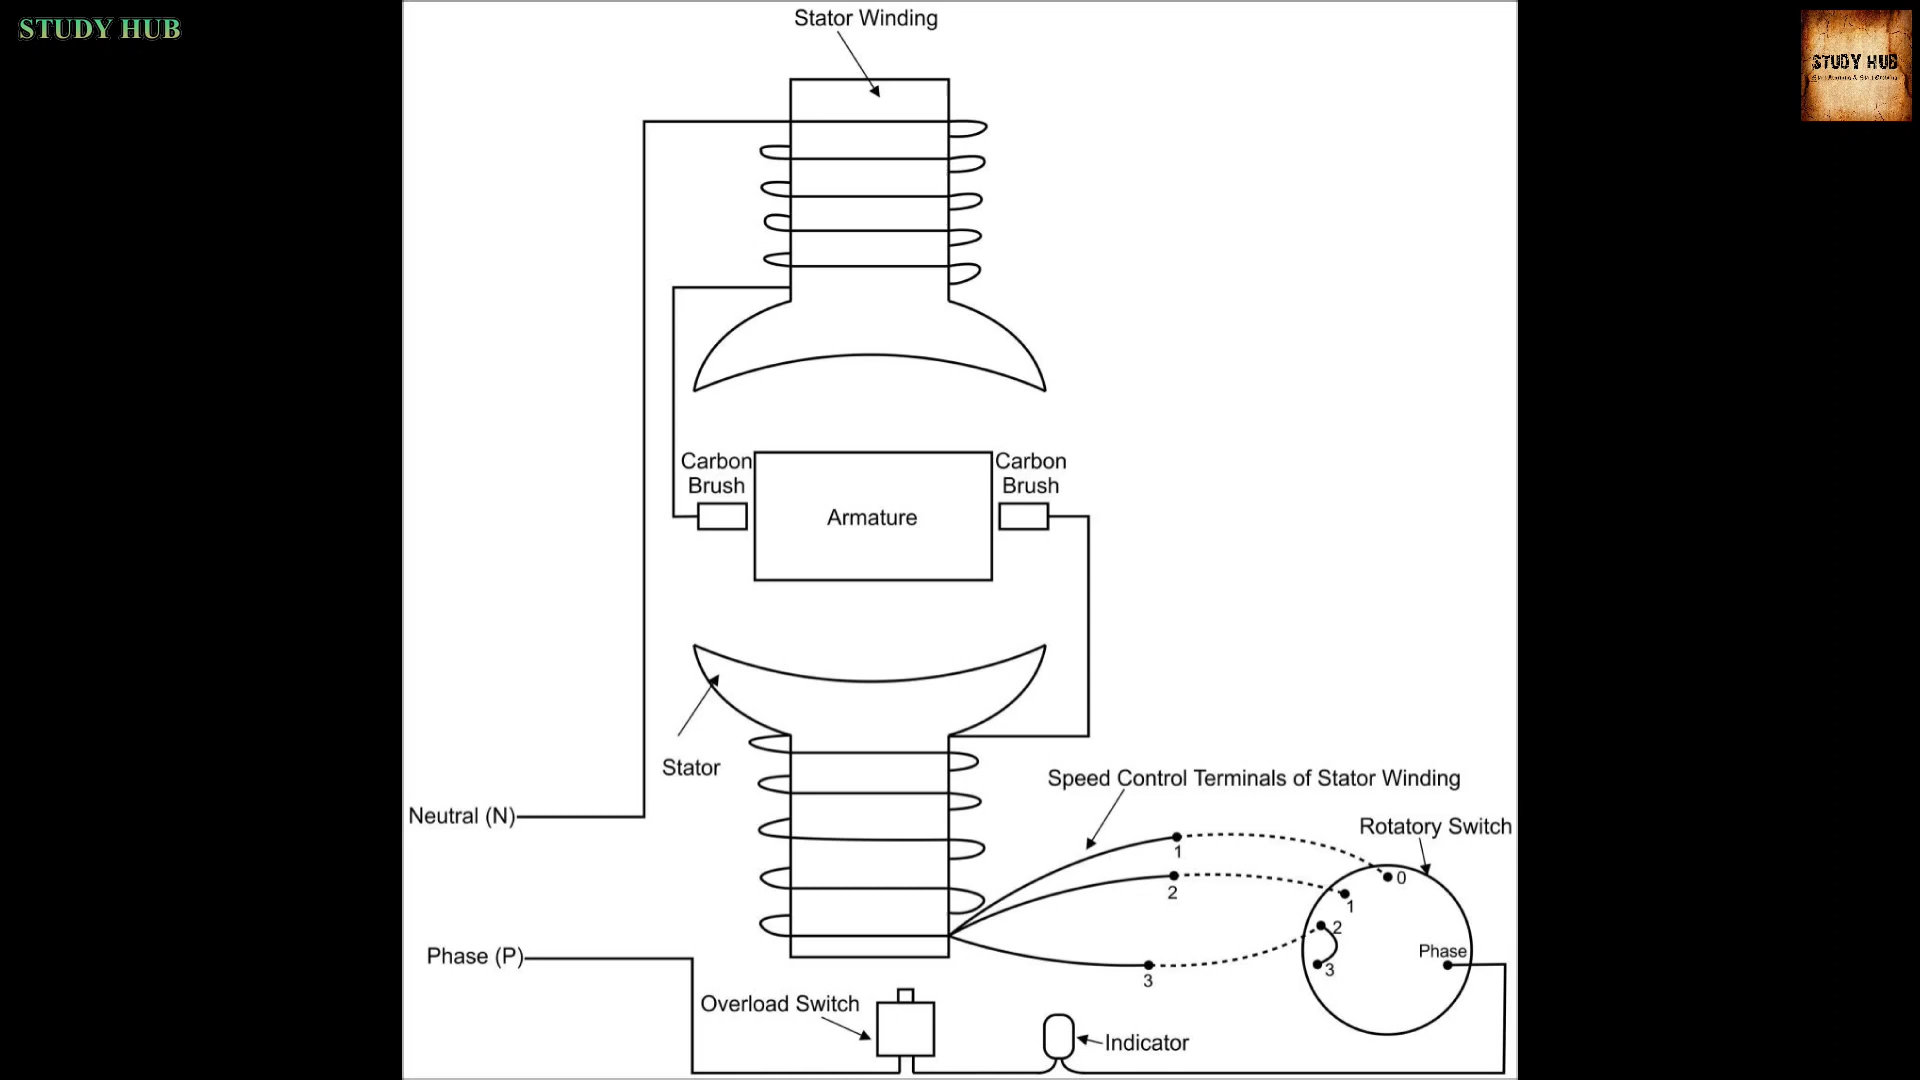 STUDY HUB
STUDY HUB
Stator Winding
Carbon
Brush
Armature
Carbon
Brush
Stator
Speed Control Terminals of Stator Winding
Neutral (N)
Rotatory Switch
1
0
2
1
2
Phase (P)
Phase
3
3
Overload Switch
Indicator